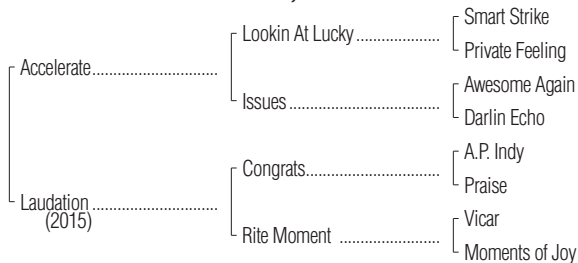 Smart Strike
Lookin At Lucky ....................
Private Feeling
Accelerate..............................
Awesome Again
Issues ........................................
Darlin Echo
A.P. Indy
Congrats................................
Praise
Laudation ..............................
(2015)
Vicar
Rite Moment ........................
Moments of Joy